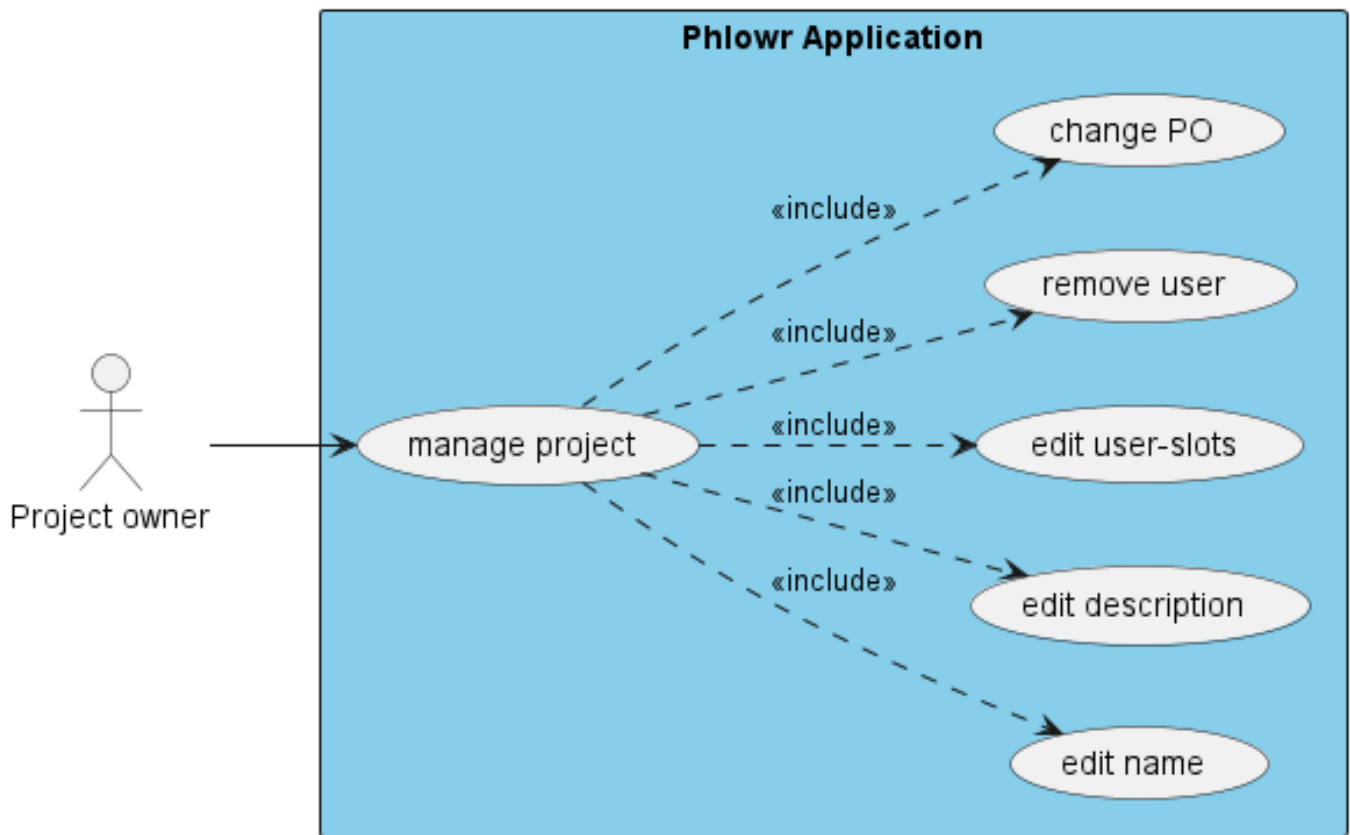 Phlowr Application
change PO
«include»
remove user
«include»
«include»
manage project
edit user-slots
«include»
Project owner
«include»
edit description
edit name